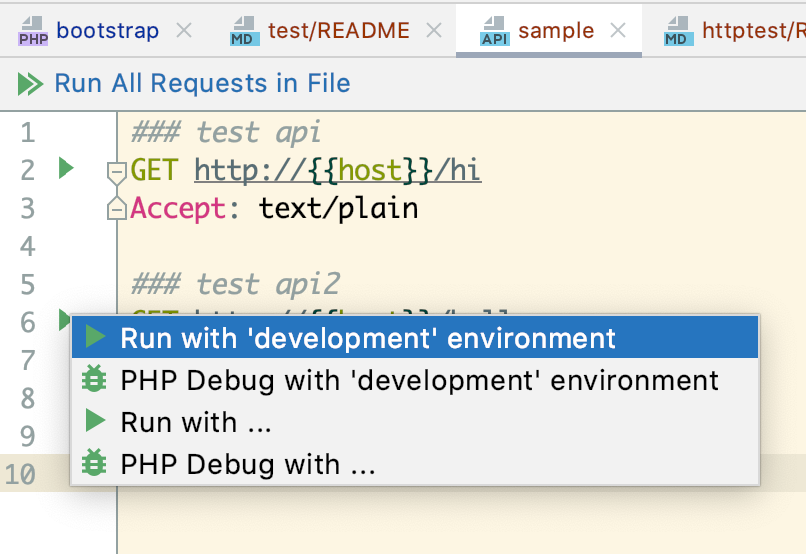 PHP bootstrap MD test/README API sample MD httptest/R
Run All Requests in File
1 ### test api
2 GET http://{{host}}/hi
3 Accept: text/plain
4
5 ### test api2
6
7
8
9
10
Run with 'development' environment
PHP Debug with 'development' environment
Run with ...
PHP Debug with ...